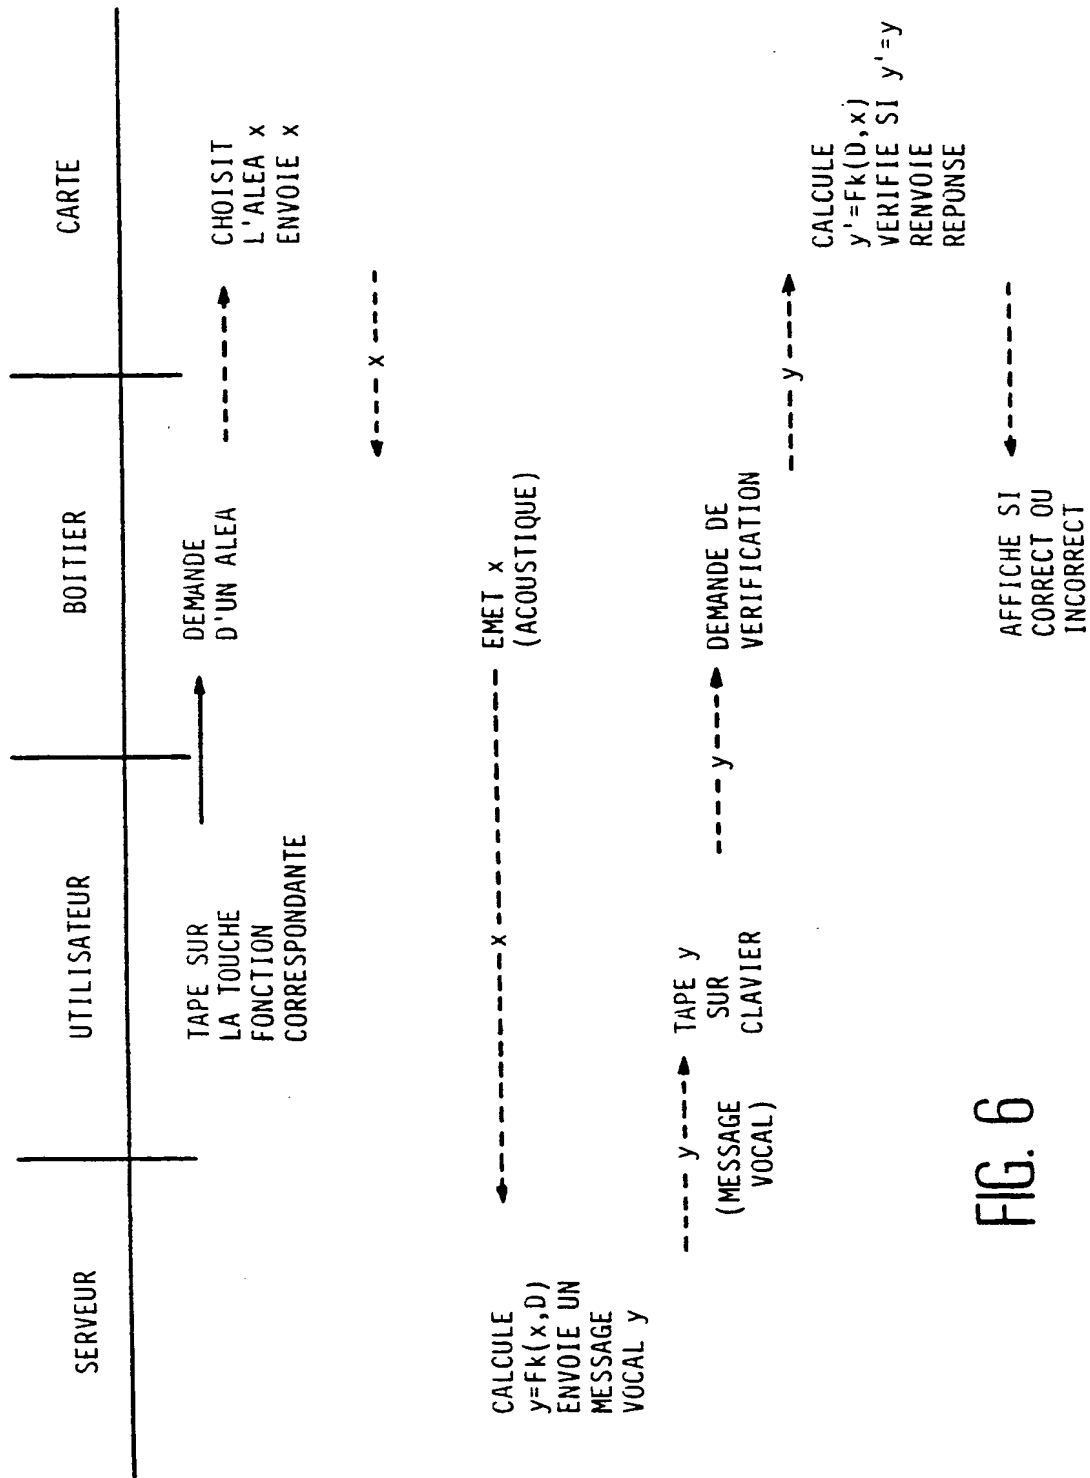 SERVEUR
UTILISATEUR
BOITIER
CARTE
TAPE SUR
LA TOUCHE
FONCTION
CORRESPONDANTE
DEMANDE
D'UN ALEA
CHOISIT
L'ALEA x
ENVOIE x
x
EMET x
(ACOUSTIQUE)
x
CALCULE
y=Fk(x,D)
ENVOIE UN
MESSAGE
VOCAL y
y
(MESSAGE
VOCAL)
TAPE y
SUR
CLAVIER
y
DEMANDE DE
VERIFICATION
y
CALCULE
y'=Fk(D,x)
VERIFIE SI y'=y
RENVOIE
REPONSE
AFFICHE SI
CORRECT OU
INCORRECT
FIG. 6